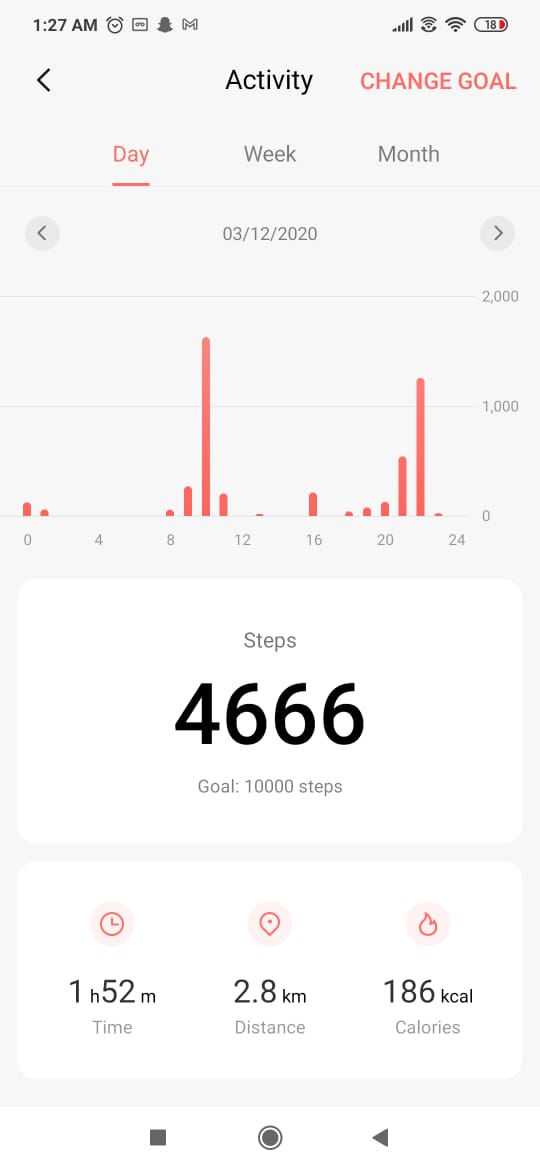 1:27 AM 18
Activity CHANGE GOAL
Day Week Month
03/12/2020
2,000
1,000
0
0 4 8 12 16 20 24
Steps
4666
Goal: 10000 steps
1 h 52 m 2.8 km 186 kcal
Time Distance Calories